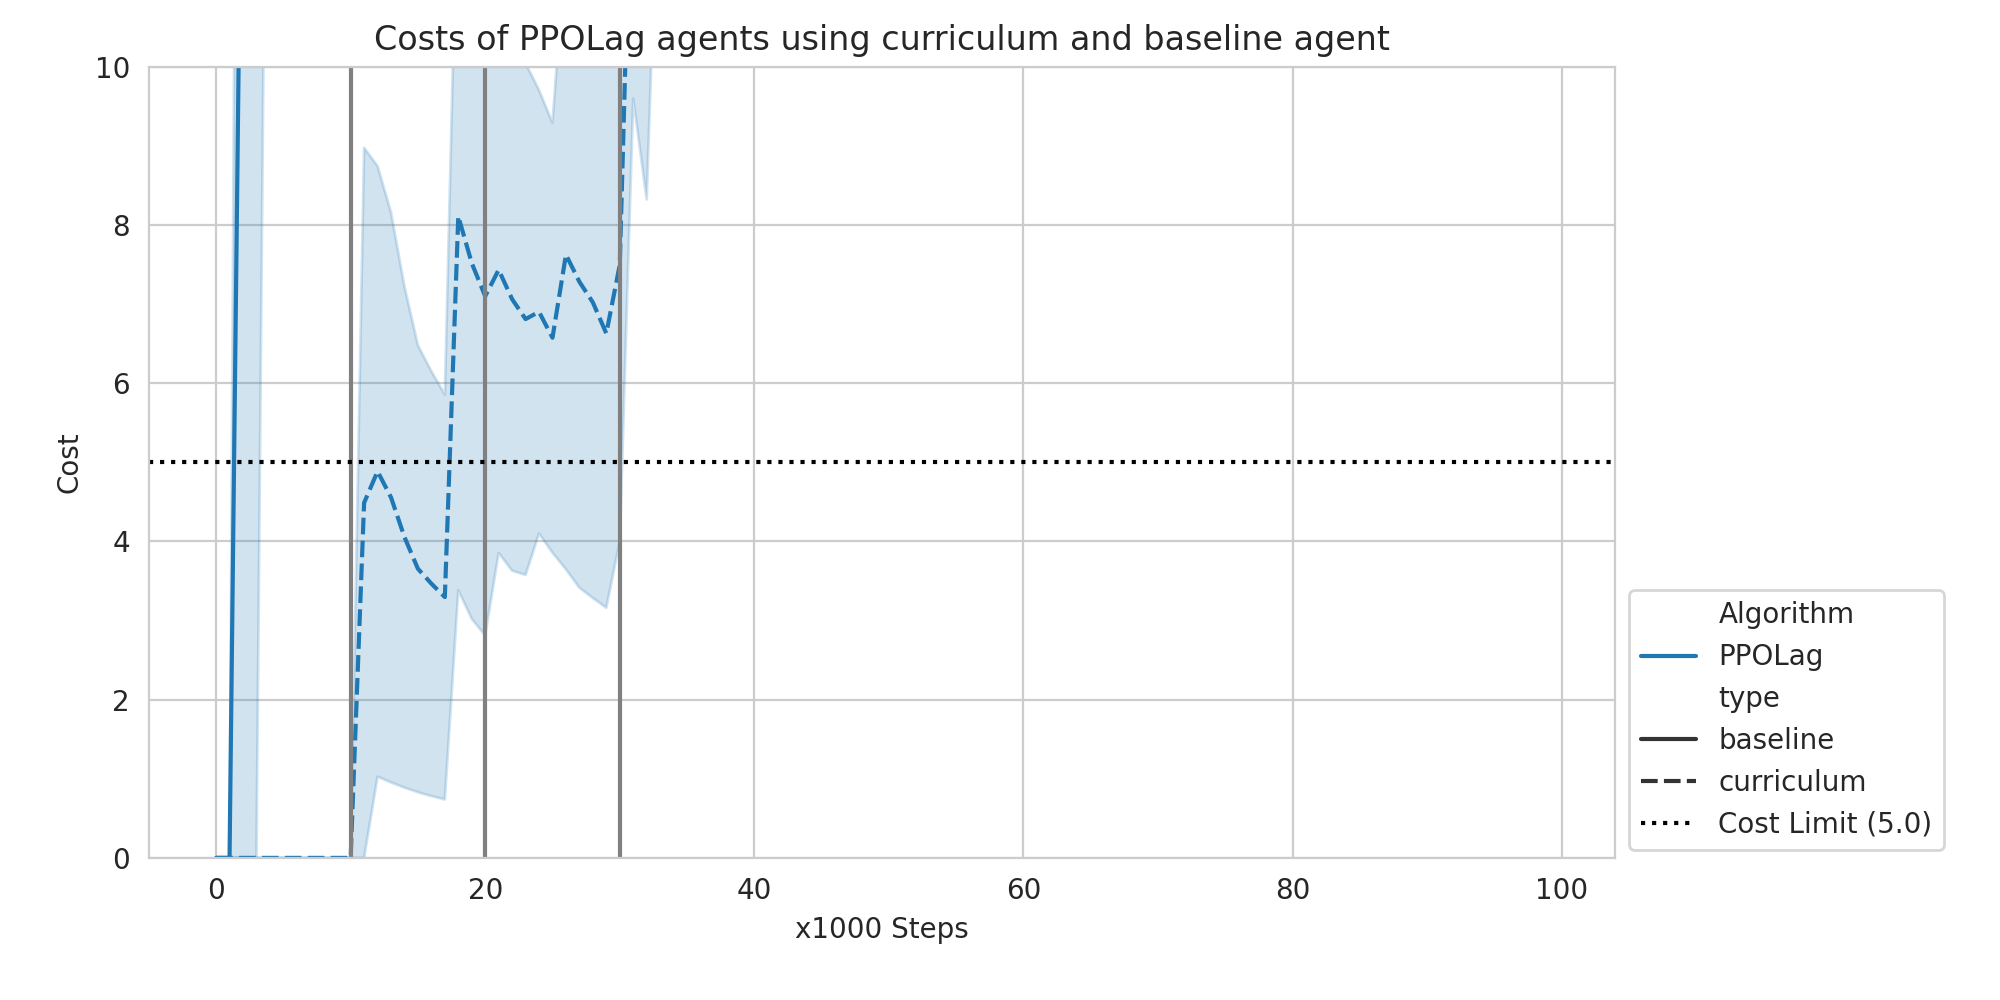 Costs of PPOLag agents using curriculum and baseline agent
10
8
6
4
2
0
Cost
0 20 40 60 80 100
x1000 Steps
Algorithm
PPOLag
type
baseline
curriculum
Cost Limit (5.0)